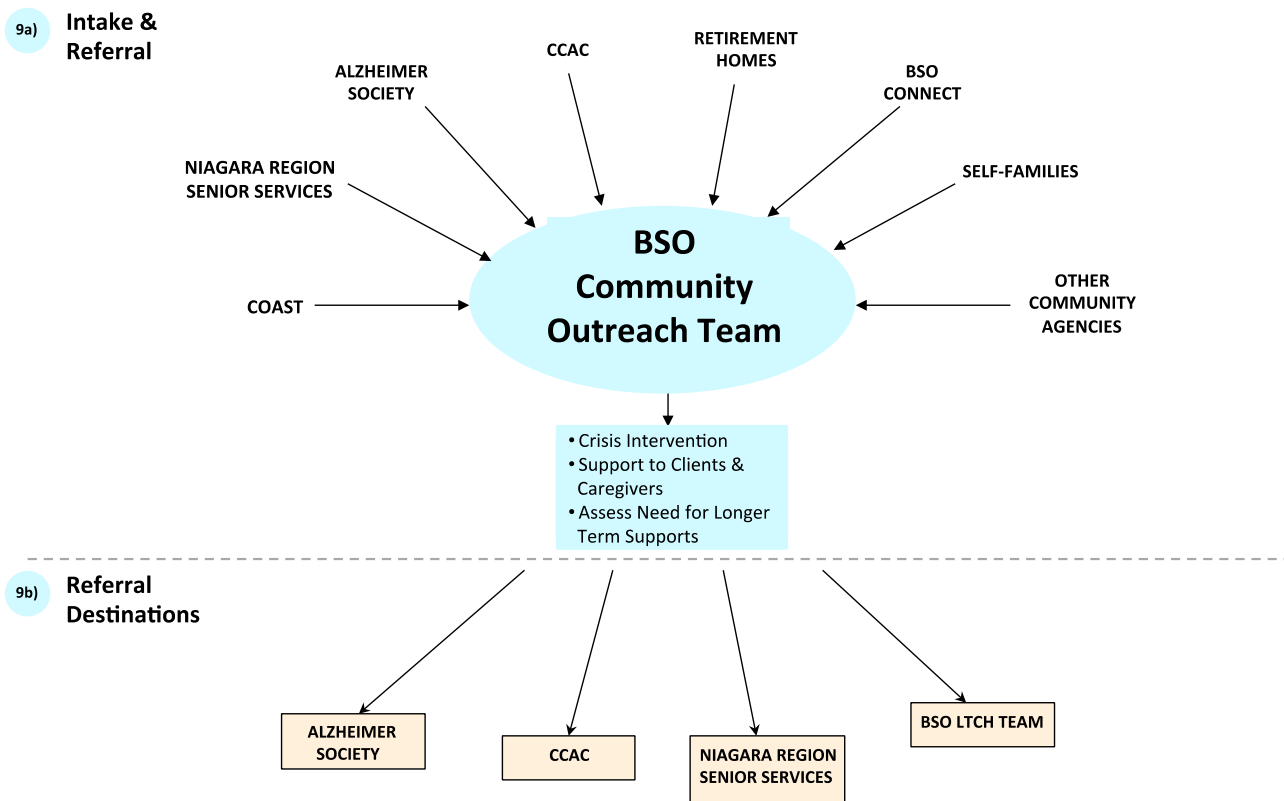 9a)
Intake &
Referral
CCAC
RETIREMENT
HOMES
ALZHEIMER
SOCIETY
BSO
CONNECT
NIAGARA REGION
SENIOR SERVICES
SELF-FAMILIES
COAST
BSO
Community
Outreach Team
OTHER
COMMUNITY
AGENCIES
• Crisis Intervention
• Support to Clients &
Caregivers
• Assess Need for Longer
Term Supports
9b)
Referral
Destinations
ALZHEIMER
SOCIETY
CCAC
NIAGARA REGION
SENIOR SERVICES
BSO LTCH TEAM